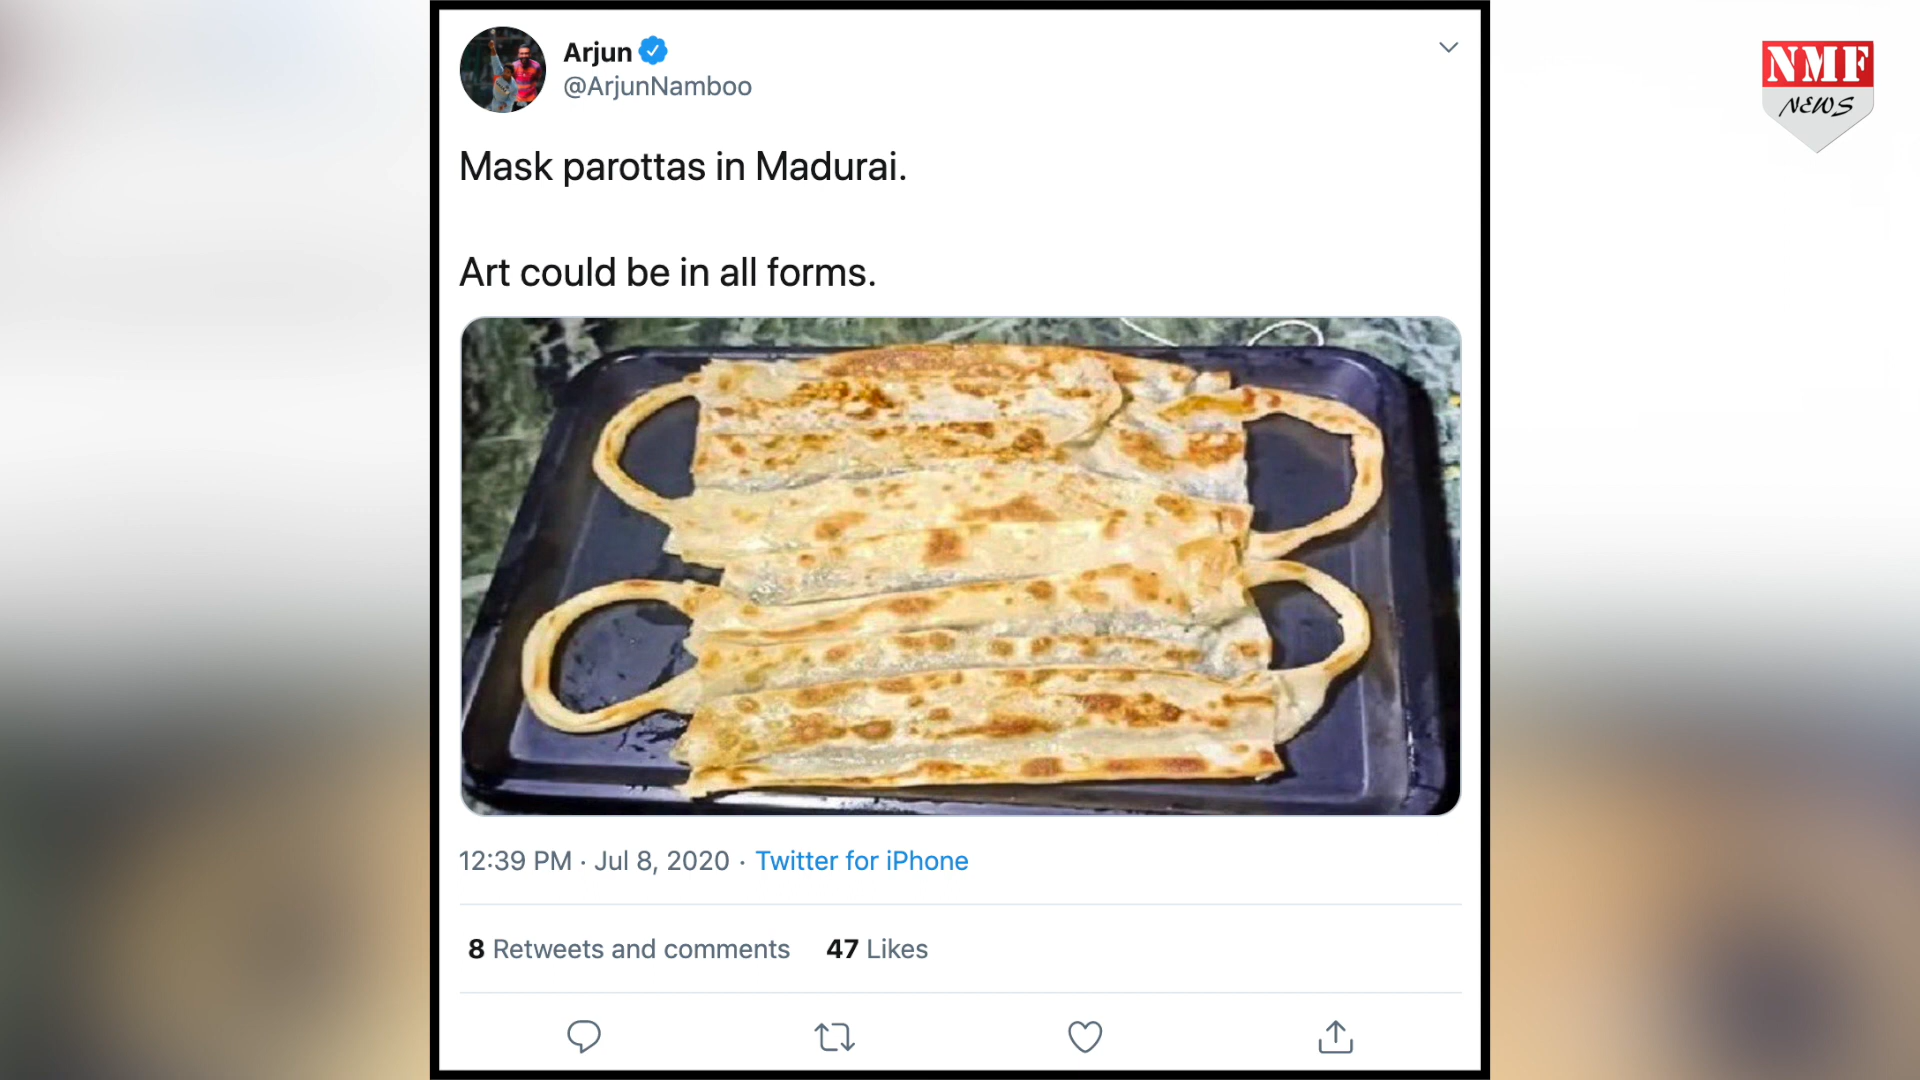 Arjun
@ArjunNamboo
NMF
NEWS
Mask parottas in Madurai.
Art could be in all forms.
12:39 PM · Jul 8, 2020 · Twitter for iPhone
8 Retweets and comments 47 Likes